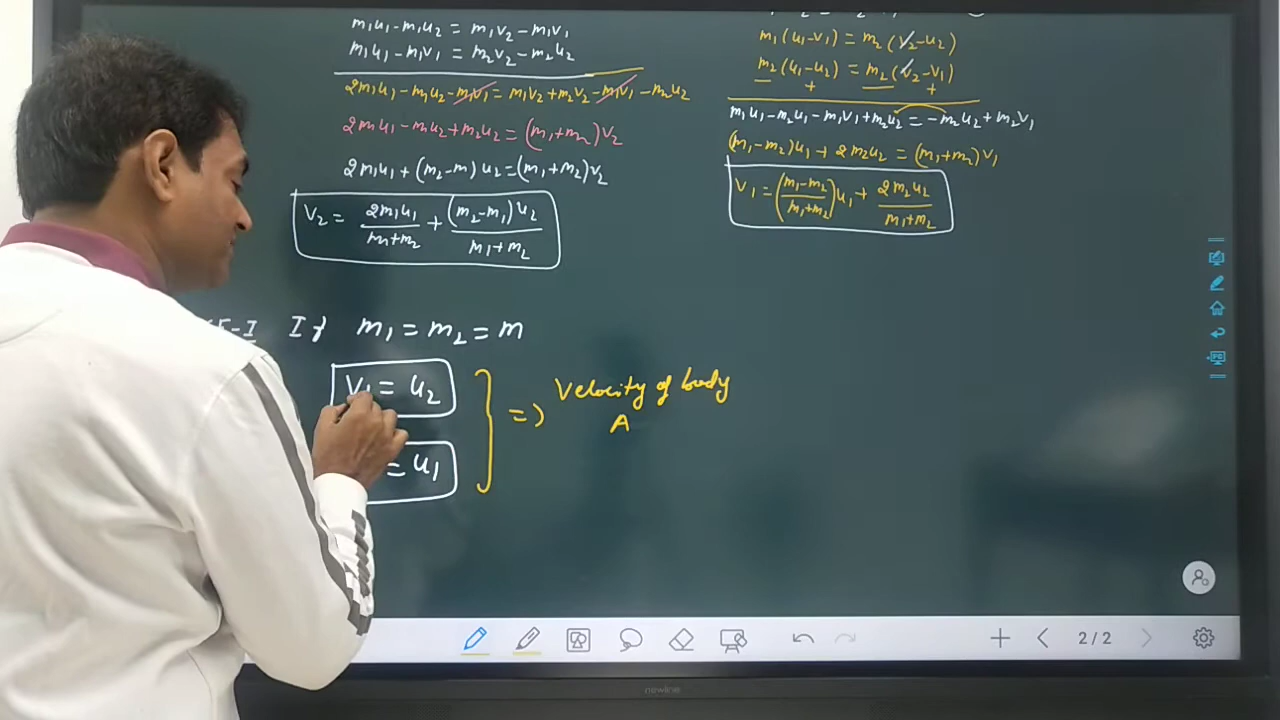 m₁u₁ - m₁u₂ = m₁v₂ - m₁v₁
m₁u₁ - m₁v₁ = m₂v₂ - m₂u₂
2m₁u₁ - m₁u₂ - m₁v₁ = m₁v₂ + m₂v₂ - m₁v₁ - m₂u₂
2m₁u₁ - m₁u₂ + m₂u₂ = (m₁+m₂)v₂
2m₁u₁ + (m₂-m)u₂ = (m₁+m₂)v₂
v₂ = 2m₁u₁/(m₁+m₂) + (m₂-m₁)u₂/(m₁+m₂)
m₁(u₁-v₁) = m₂(v₂-u₂)
m₂(u₁-u₂) = m₂(v₂-v₁)
+ +
m₁u₁ - m₂u₁ - m₁v₁ + m₂u₂ = -m₂u₂ + m₂v₁
(m₁-m₂)u₁ + 2m₂u₂ = (m₁+m₂)v₁
v₁ = ((m₁-m₂)/(m₁+m₂))u₁ + 2m₂u₂/(m₁+m₂)
-I If m₁ = m₂ = m
v₁ = u₂
= u₁
} => Velocity of body
A
2/2
newline